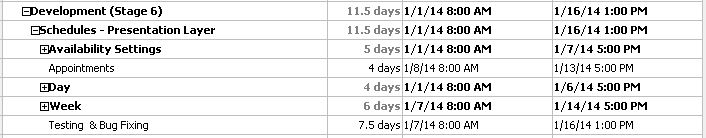 Development (Stage 6) 11.5 days 1/1/14 8:00 AM 1/16/14 1:00 PM
Schedules - Presentation Layer 11.5 days 1/1/14 8:00 AM 1/16/14 1:00 PM
Availability Settings 5 days 1/1/14 8:00 AM 1/7/14 5:00 PM
Appointments 4 days 1/8/14 8:00 AM 1/13/14 5:00 PM
Day 4 days 1/1/14 8:00 AM 1/6/14 5:00 PM
Week 6 days 1/7/14 8:00 AM 1/14/14 5:00 PM
Testing & Bug Fixing 7.5 days 1/7/14 8:00 AM 1/16/14 1:00 PM